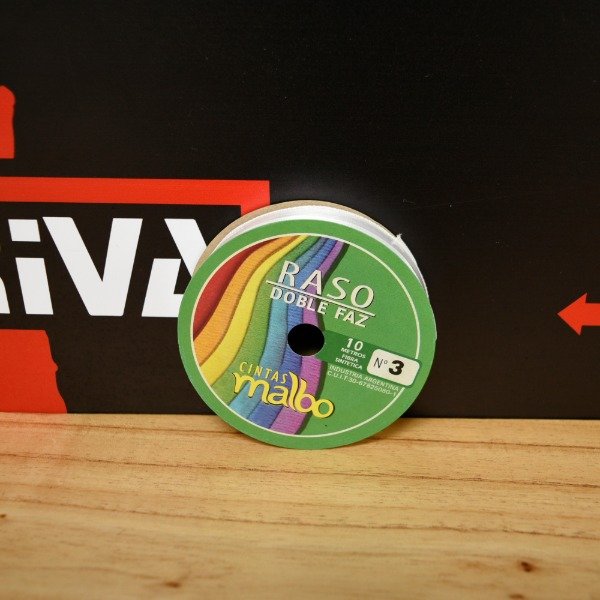 RiVA
RASO
DOBLE FAZ
10
METROS
FIBRA
SINTETICA
Nº 3
INDUSTRIA ARGENTINA
CINTAS
malbo